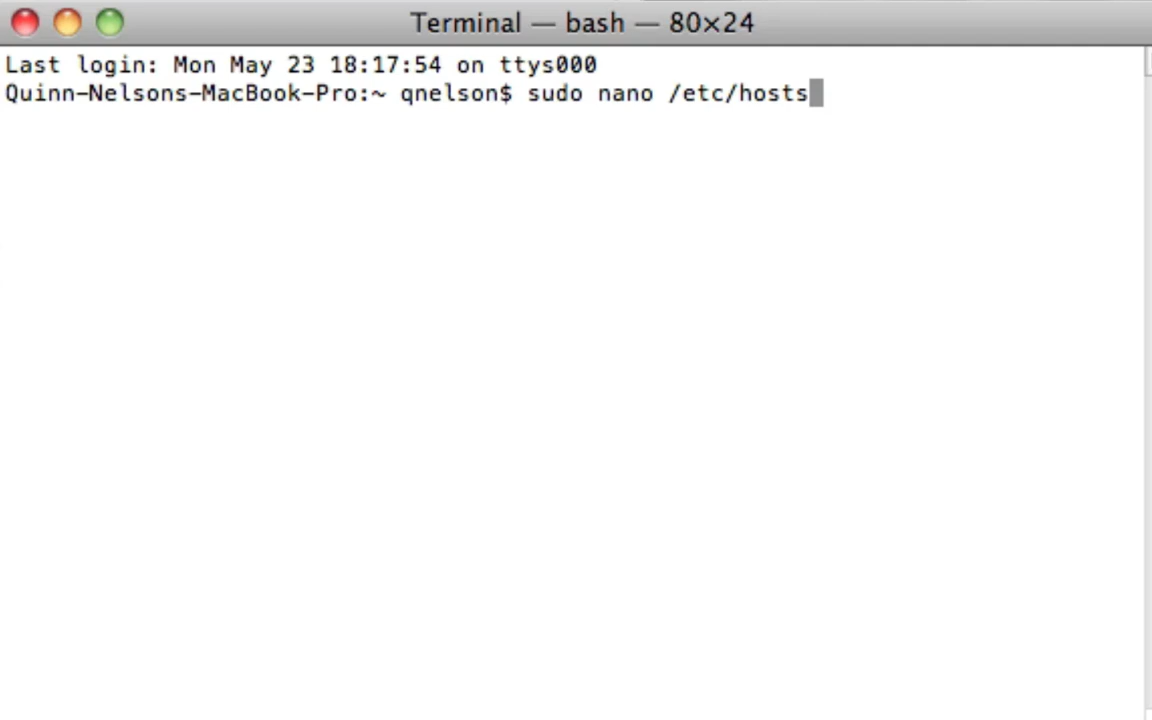 Terminal — bash — 80×24
Last login: Mon May 23 18:17:54 on ttys000
Quinn-Nelsons-MacBook-Pro:~ qnelson$ sudo nano /etc/hosts